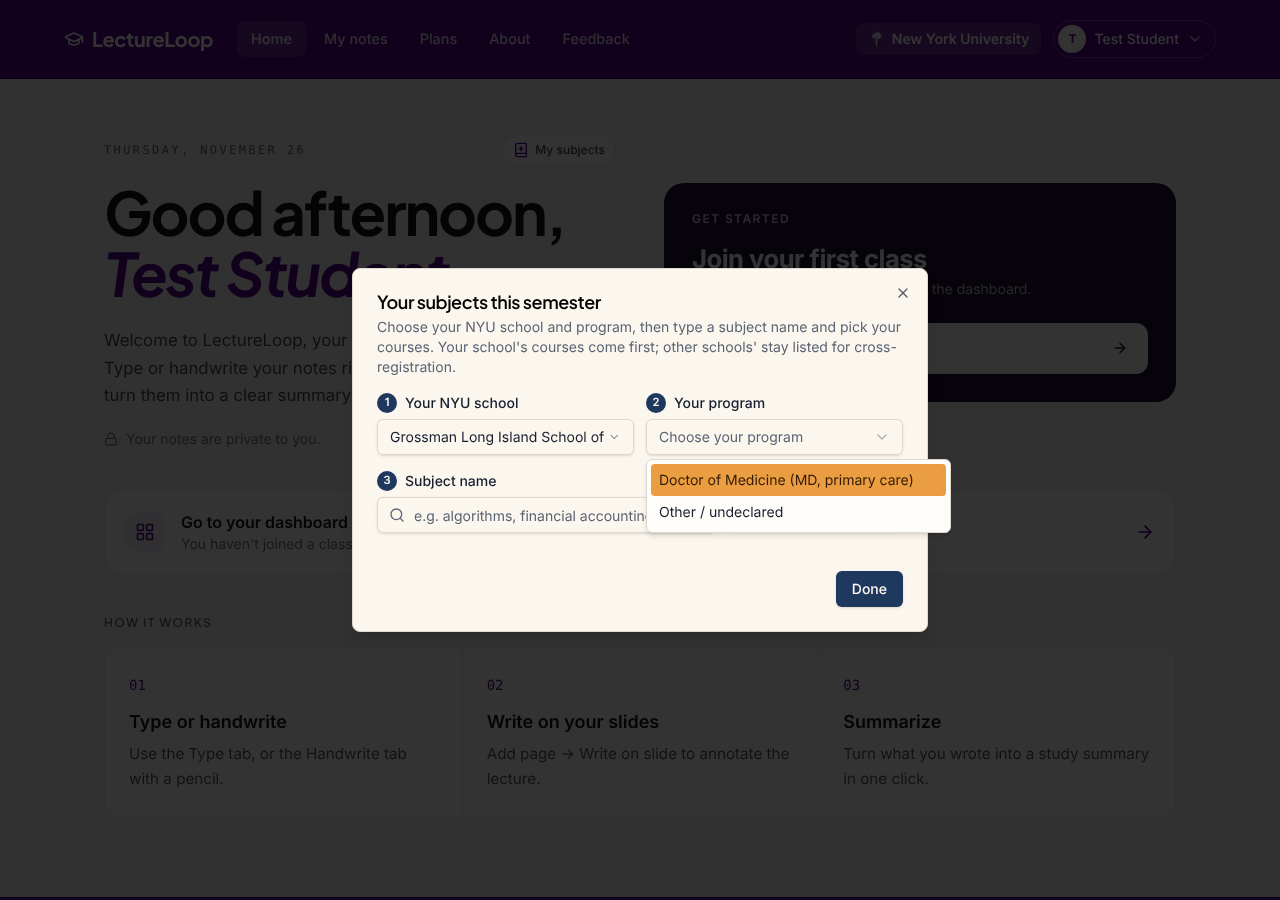 LectureLoop
Home
My notes
Plans
About
Feedback
New York University
T
Test Student
THURSDAY, NOVEMBER 26
My subjects
Good afternoon,
Test Student
Welcome to LectureLoop, your
Type or handwrite your notes ri
turn them into a clear summary
Your notes are private to you.
GET STARTED
Join your first class
the dashboard.
Your subjects this semester
Choose your NYU school and program, then type a subject name and pick your
courses. Your school's courses come first; other schools' stay listed for cross-
registration.
1 Your NYU school
Grossman Long Island School of
2 Your program
Choose your program
Doctor of Medicine (MD, primary care)
Other / undeclared
3 Subject name
e.g. algorithms, financial accounting
Done
Go to your dashboard
You haven't joined a class
HOW IT WORKS
01
Type or handwrite
Use the Type tab, or the Handwrite tab
with a pencil.
02
Write on your slides
Add page → Write on slide to annotate the
lecture.
03
Summarize
Turn what you wrote into a study summary
in one click.